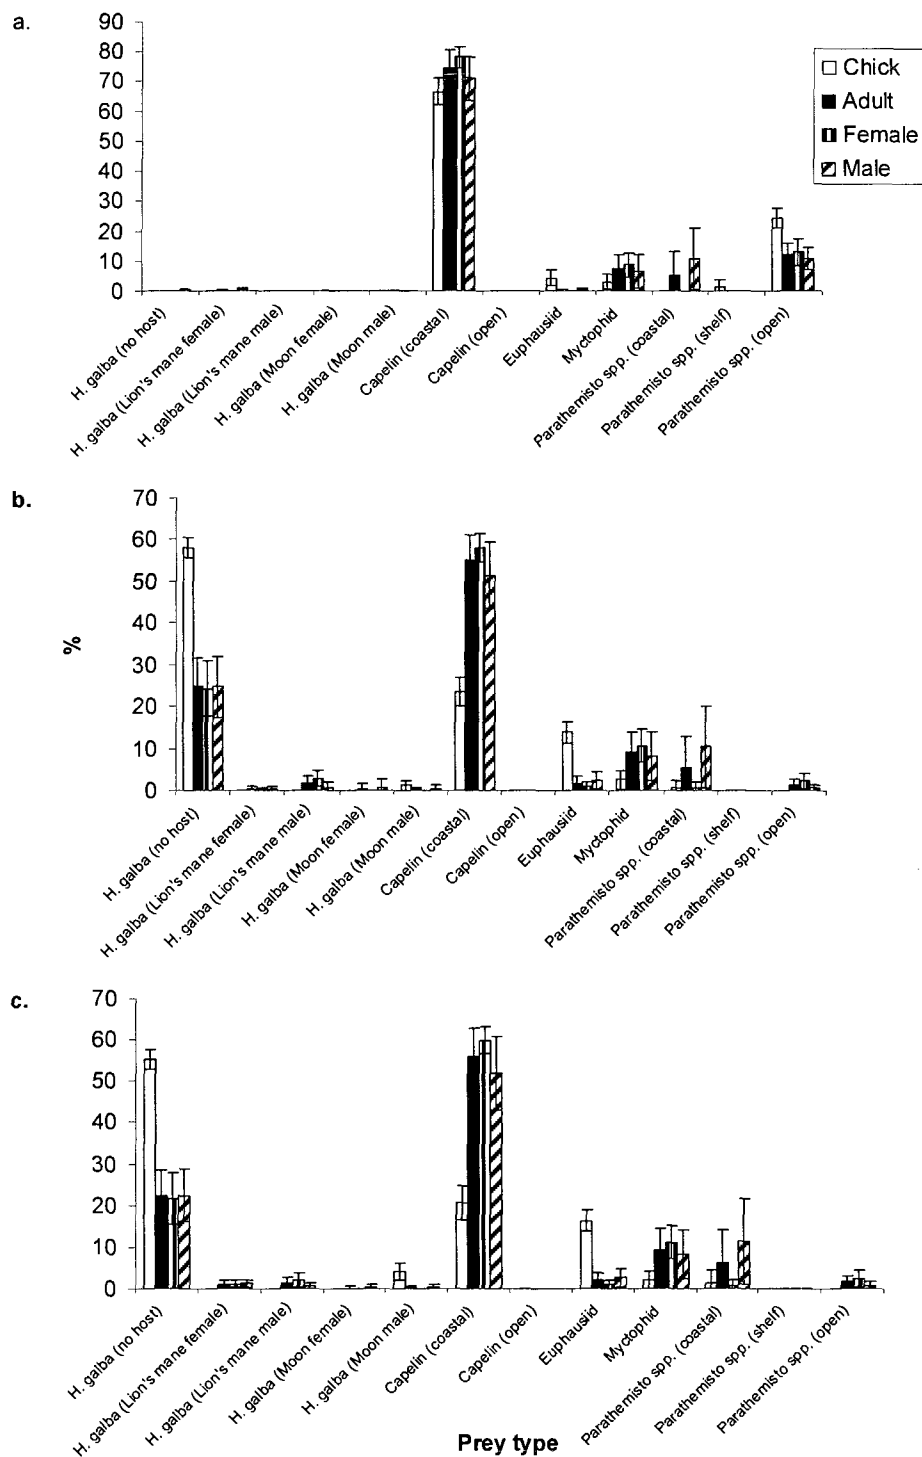 a.
90
80
70
60
50
40
30
20
10
0
Chick
Adult
Female
Male
H. galba (no host)
H. galba (Lion's mane female)
H. galba (Lion's mane male)
H. galba (Moon female)
H. galba (Moon male)
Capelin (coastal)
Capelin (open)
Euphausiid
Myctophid
Parathemisto spp. (coastal)
Parathemisto spp. (shelf)
Parathemisto spp. (open)
b.
%
70
60
50
40
30
20
10
0
H. galba (no host)
H. galba (Lion's mane female)
H. galba (Lion's mane male)
H. galba (Moon female)
H. galba (Moon male)
Capelin (coastal)
Capelin (open)
Euphausiid
Myctophid
Parathemisto spp. (coastal)
Parathemisto spp. (shelf)
Parathemisto spp. (open)
c.
70
60
50
40
30
20
10
0
H. galba (no host)
H. galba (Lion's mane female)
H. galba (Lion's mane male)
H. galba (Moon female)
H. galba (Moon male)
Capelin (coastal)
Capelin (open)
Euphausiid
Myctophid
Parathemisto spp. (coastal)
Parathemisto spp. (shelf)
Parathemisto spp. (open)
Prey type